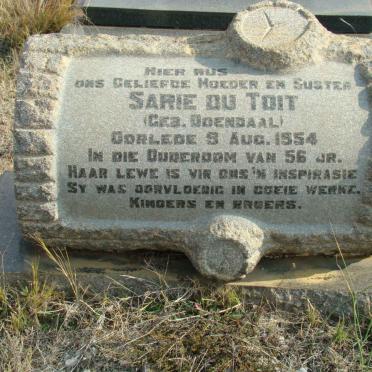 Hier rus
ons geliefde moeder en suster
Sarie du Toit
(geb. Odendaal)
oorlede 9 Aug. 1954
in die ouderdom van 56 jr.
Haar lewe is vir ons 'n inspirasie
Sy was oorvloedig in goeie werke.
Kinders en broers.